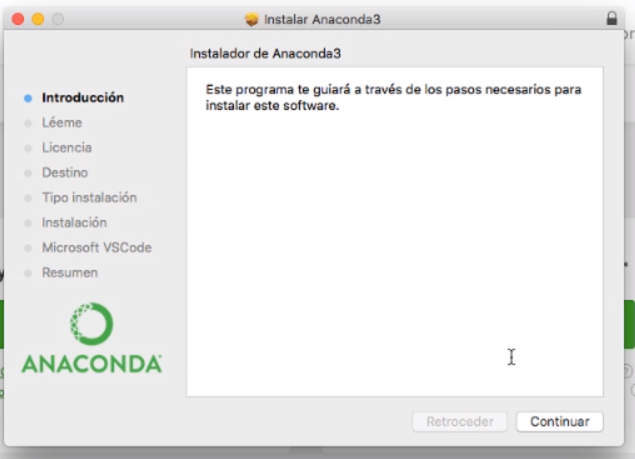 Instalar Anaconda3
Instalador de Anaconda3
Introducción
Léeme
Licencia
Destino
Tipo instalación
Instalación
Microsoft VSCode
Resumen
Este programa te guiará a través de los pasos necesarios para
instalar este software.
ANACONDA
Retroceder
Continuar